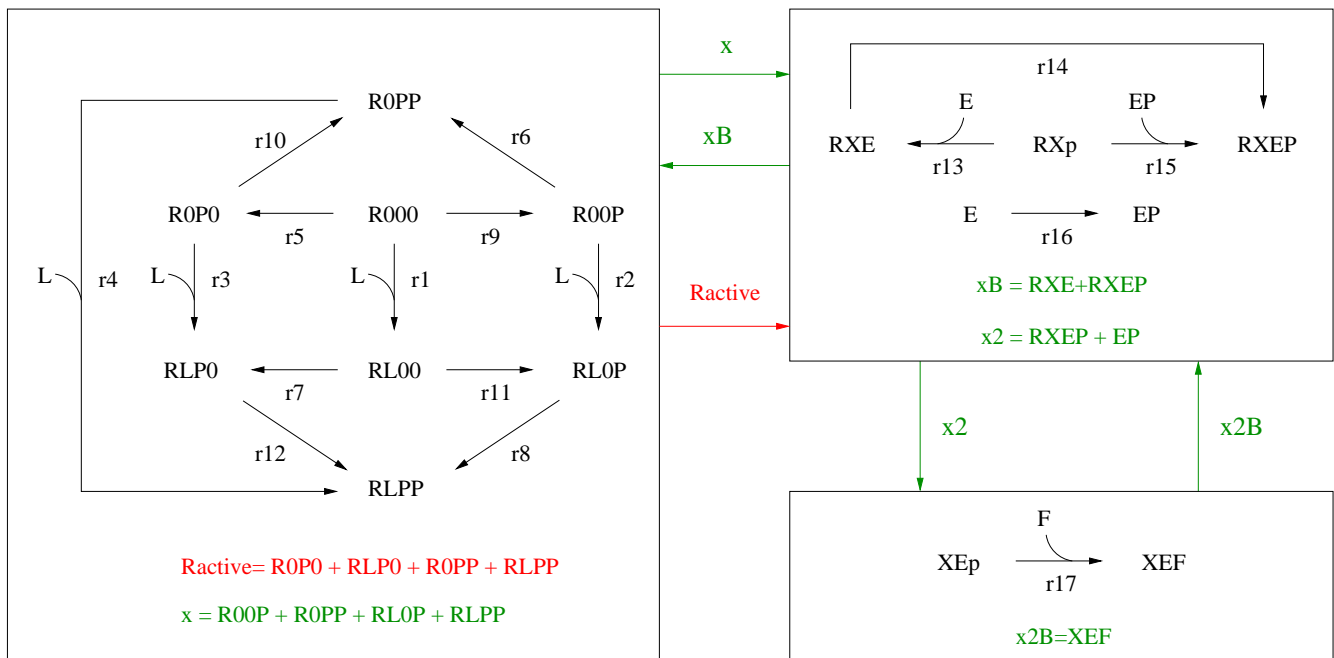 x
r14
R0PP
E
EP
r10
r6
xB
RXE
RXp
RXEP
r13
r15
R0P0
R000
R00P
E
EP
r5
r9
r16
L
r4
L
r3
L
r1
L
r2
Ractive
xB = RXE+RXEP
x2 = RXEP + EP
RLP0
RL00
RL0P
r7
r11
x2
x2B
r12
r8
RLPP
F
XEp
XEF
r17
Ractive= R0P0 + RLP0 + R0PP + RLPP
x = R00P + R0PP + RL0P + RLPP
x2B=XEF